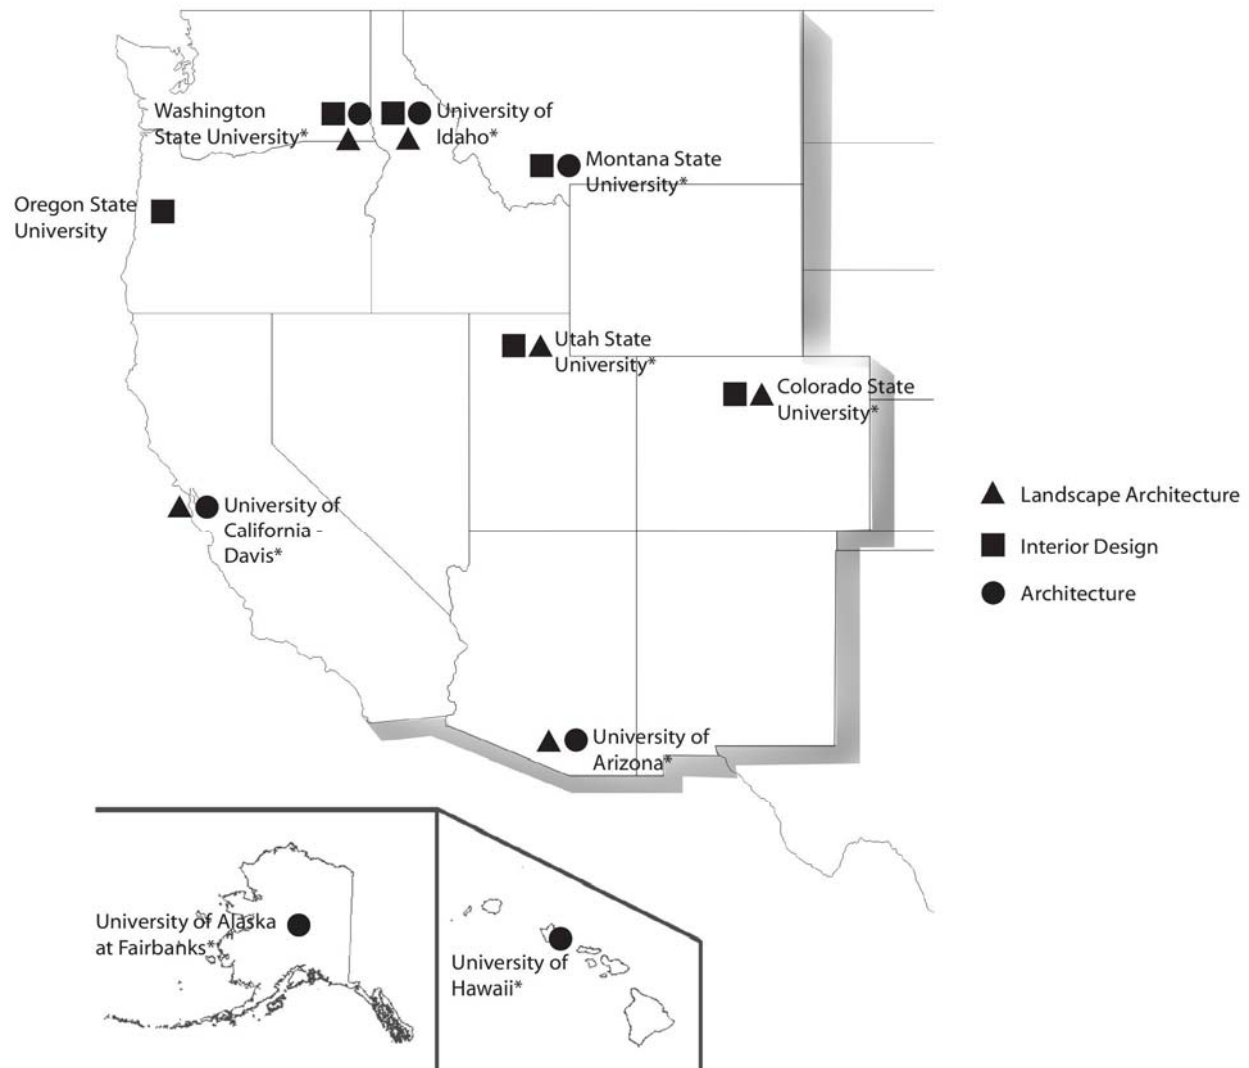 Washington
State University*
University of
Idaho*
Montana State
University*
Oregon State
University
Utah State
University*
Colorado State
University*
University of
California -
Davis*
Landscape Architecture
Interior Design
Architecture
University of
Arizona*
University of Alaska
at Fairbanks*
University of
Hawaii*